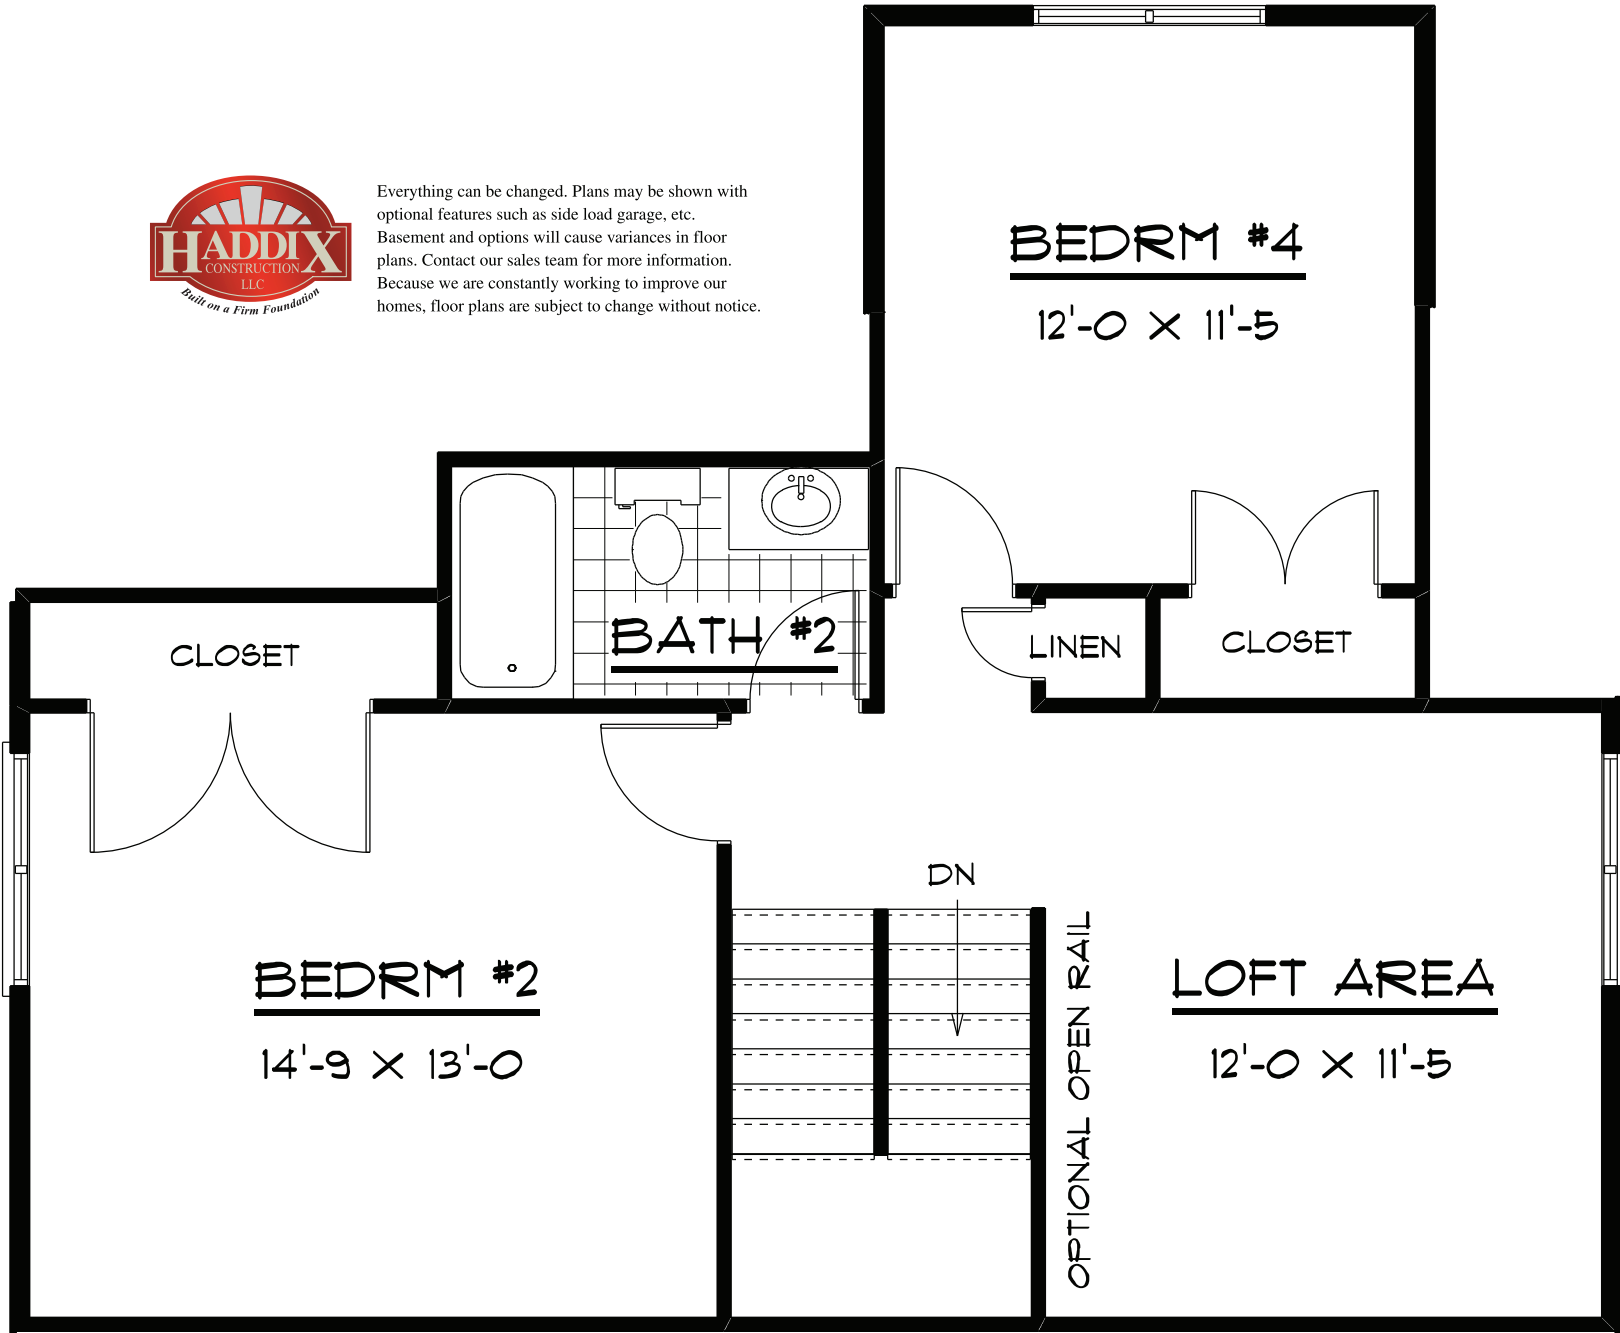 HADDIX
CONSTRUCTION
LLC
Built on a Firm Foundation
Everything can be changed. Plans may be shown with
optional features such as side load garage, etc.
Basement and options will cause variances in floor
plans. Contact our sales team for more information.
Because we are constantly working to improve our
homes, floor plans are subject to change without notice.
BEDRM #4
12'-0 X 11'-5
CLOSET
BATH #2
LINEN
CLOSET
DN
BEDRM #2
14'-9 X 13'-0
OPTIONAL OPEN RAIL
LOFT AREA
12'-0 X 11'-5